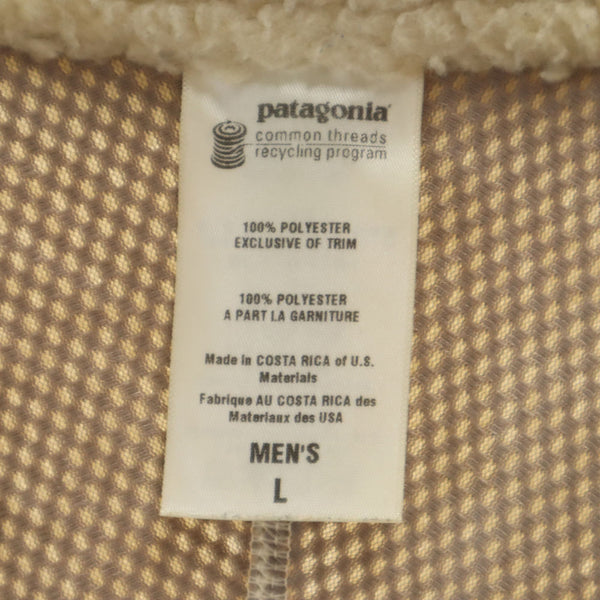 patagonia
common threads
recycling program
100% POLYESTER
EXCLUSIVE OF TRIM
100% POLYESTER
A PART LA GARNITURE
Made in COSTA RICA of U.S.
Materials
Fabrique AU COSTA RICA des
Materiaux des USA
MEN'S
L